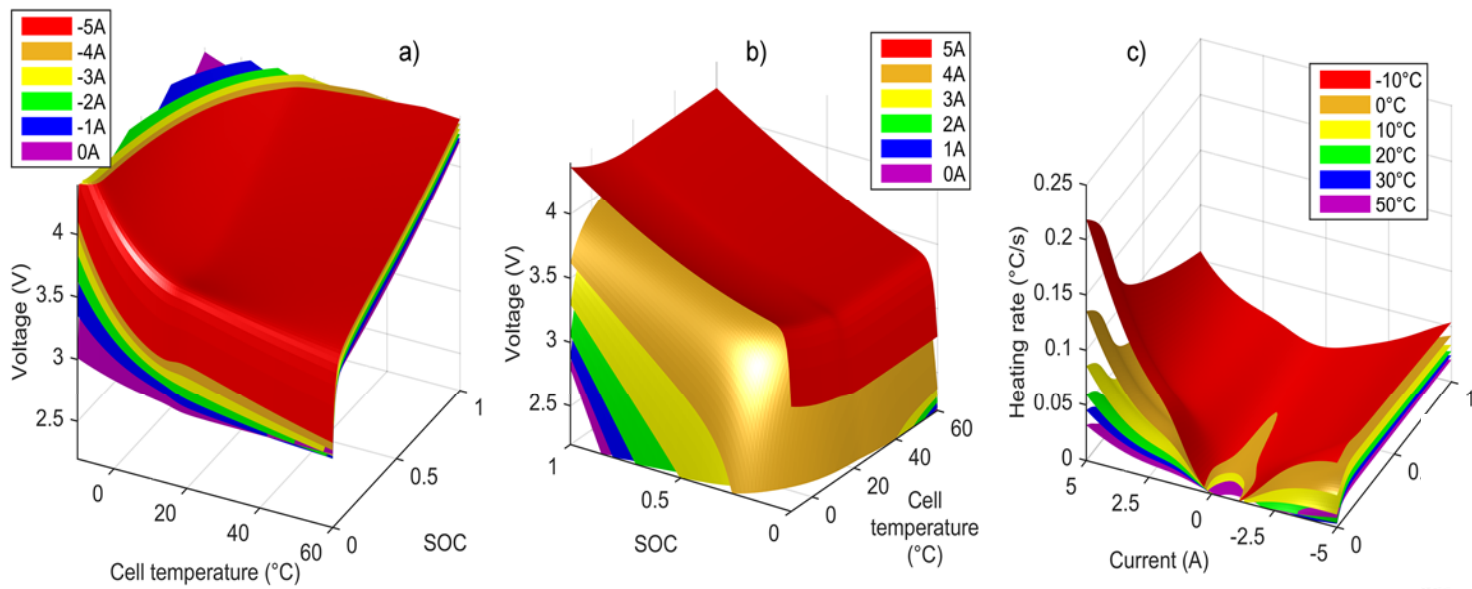 a)
-5A
-4A
-3A
-2A
-1A
0A
Voltage (V)
4
3.5
3
2.5
0
20
40
60
Cell temperature (°C)
0
0.5
1
SOC
b)
5A
4A
3A
2A
1A
0A
Voltage (V)
4
3.5
3
2.5
1
0.5
0
SOC
0
20
40
60
Cell
temperature
(°C)
c)
-10°C
0°C
10°C
20°C
30°C
50°C
Heating rate (°C/s)
0.25
0.2
0.15
0.1
0.05
0
5
2.5
0
-2.5
-5
Current (A)
0
1